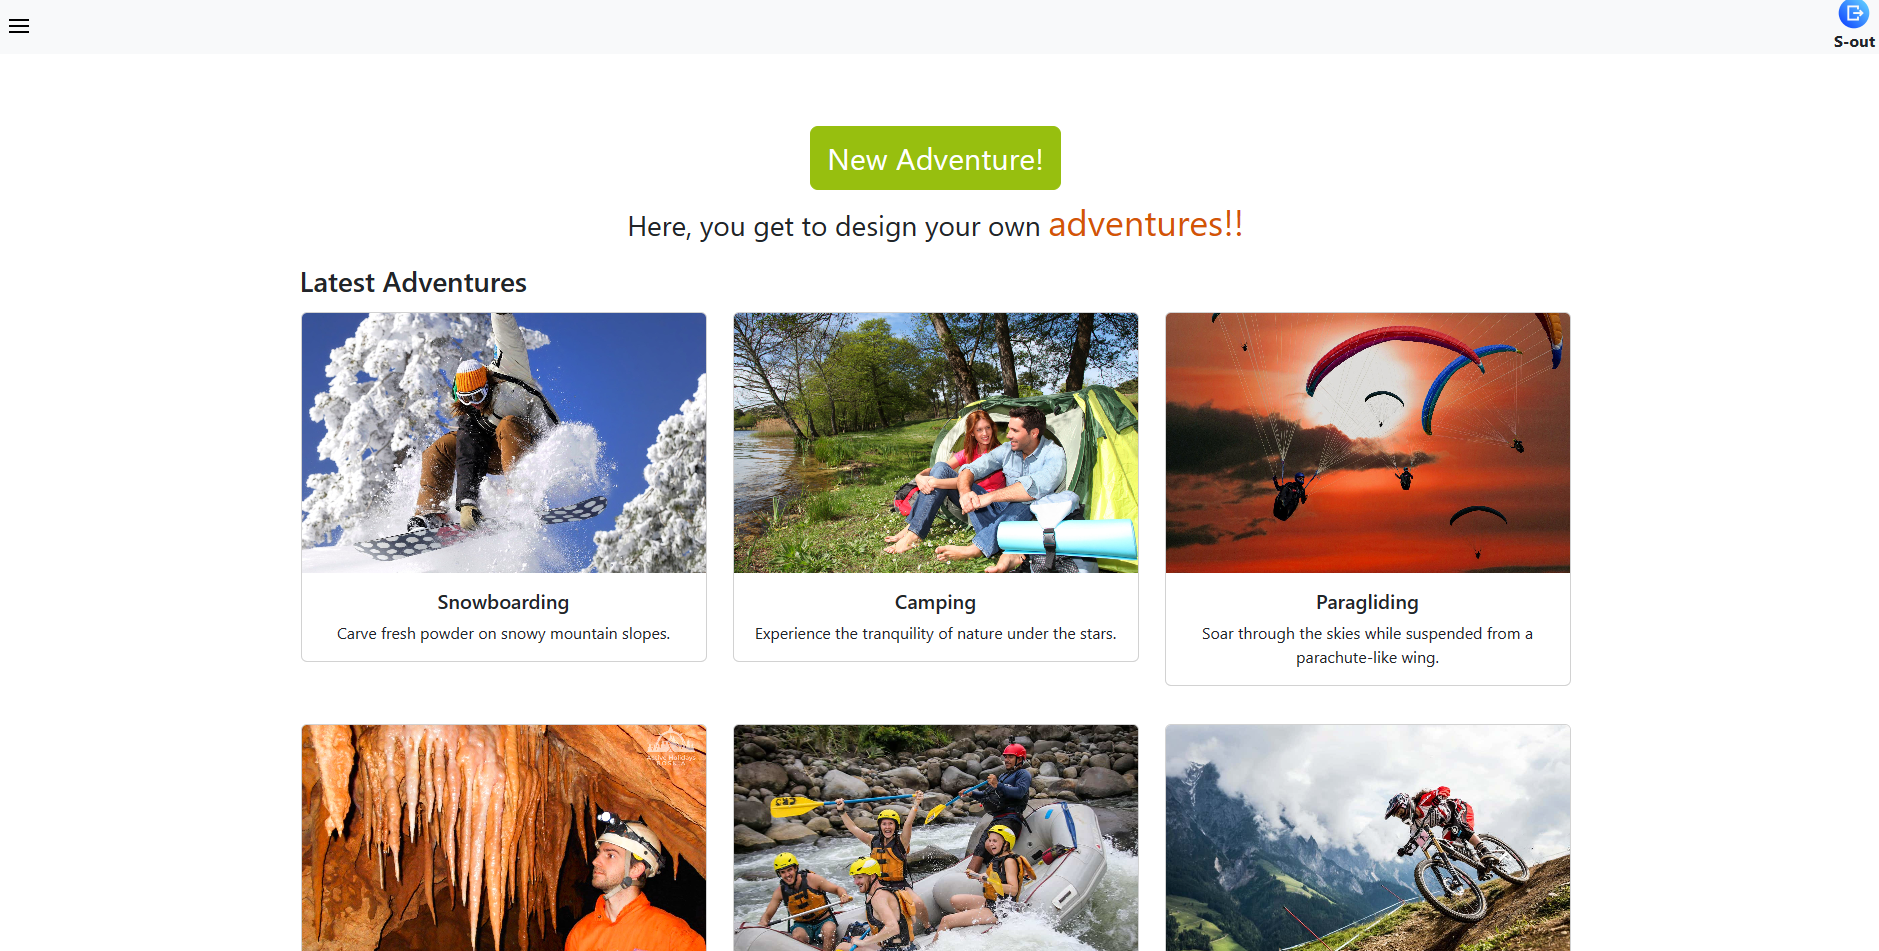 S-out
New Adventure!
Here, you get to design your own adventures!!
Latest Adventures
Snowboarding
Carve fresh powder on snowy mountain slopes.
Camping
Experience the tranquility of nature under the stars.
Paragliding
Soar through the skies while suspended from a
parachute-like wing.
Active Holidays